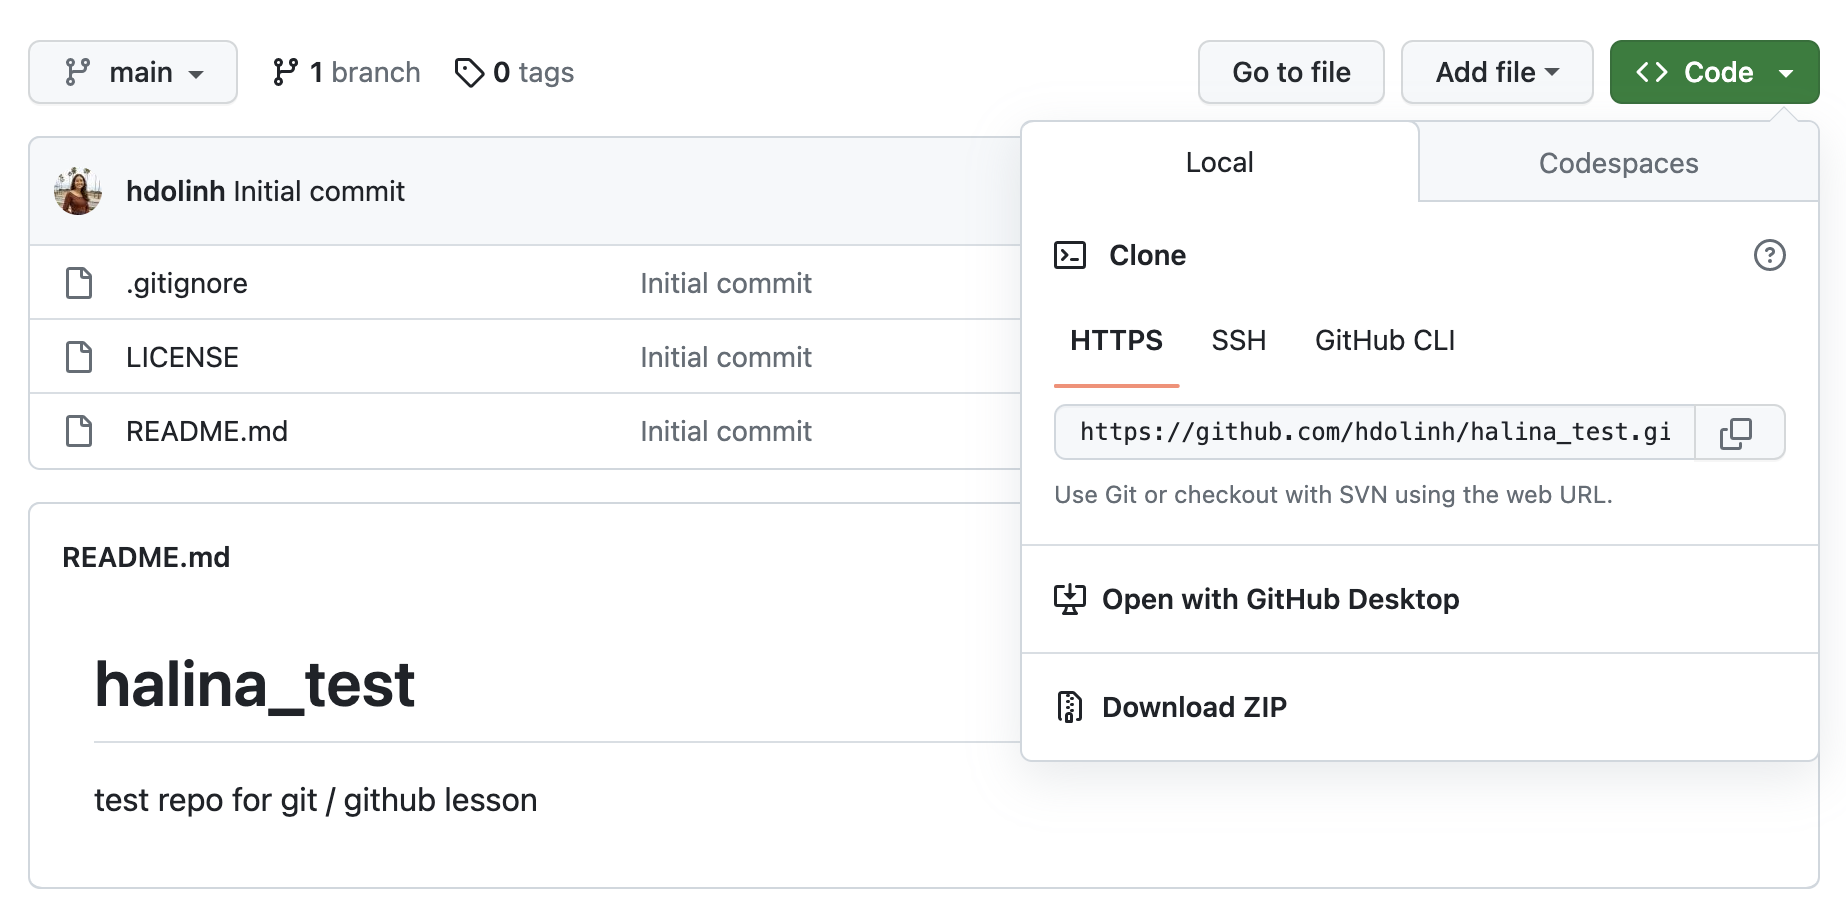 main
1 branch
0 tags
Go to file
Add file
Code
hdolinh Initial commit
.gitignore Initial commit
LICENSE Initial commit
README.md Initial commit
README.md
halina_test
test repo for git / github lesson
Local
Codespaces
Clone
HTTPS SSH GitHub CLI
https://github.com/hdolinh/halina_test.gi
Use Git or checkout with SVN using the web URL.
Open with GitHub Desktop
Download ZIP